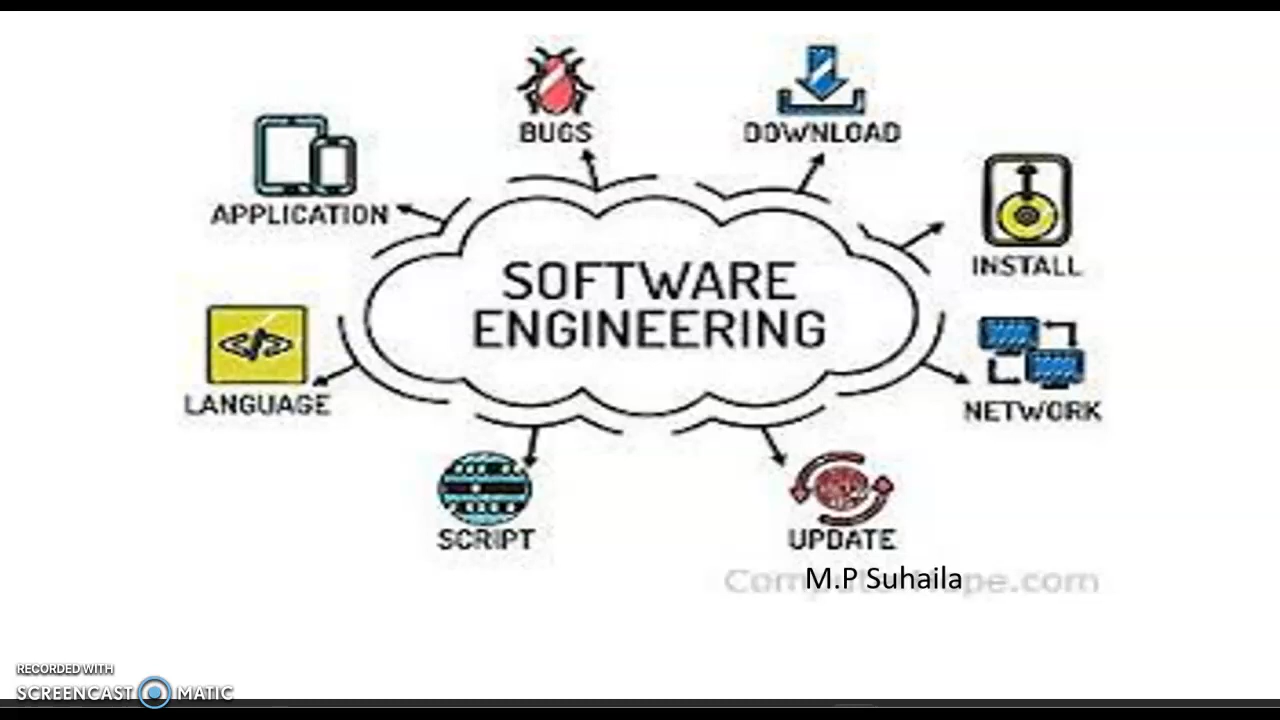 BUGS
DOWNLOAD
APPLICATION
INSTALL
SOFTWARE
ENGINEERING
LANGUAGE
NETWORK
SCRIPT
UPDATE
M.P Suhaila
RECORDED WITH
SCREENCAST MATIC